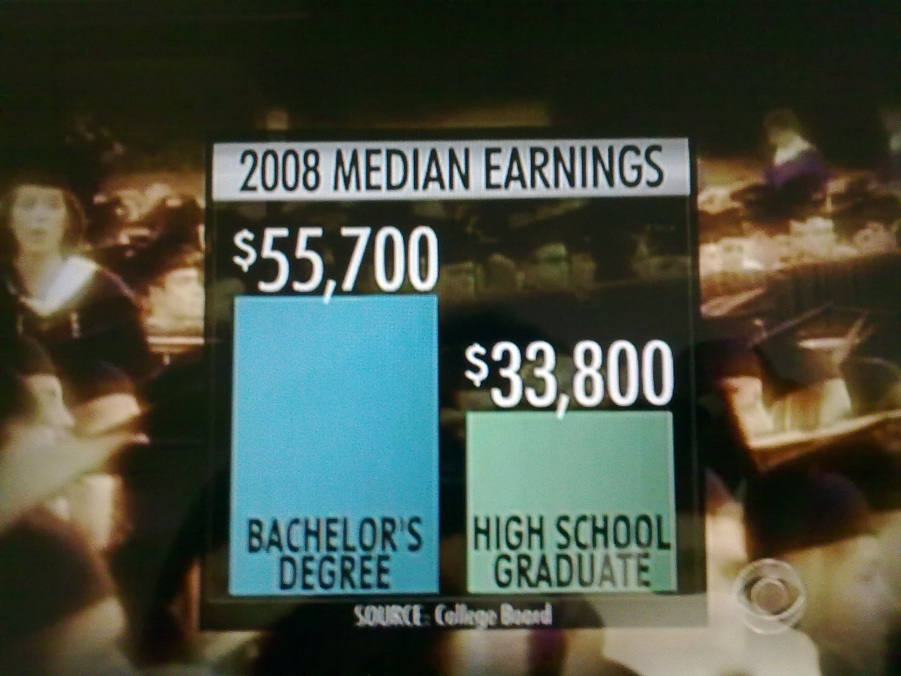 2008 MEDIAN EARNINGS
$55,700
$33,800
BACHELOR'S
DEGREE
HIGH SCHOOL
GRADUATE
SOURCE: College Board